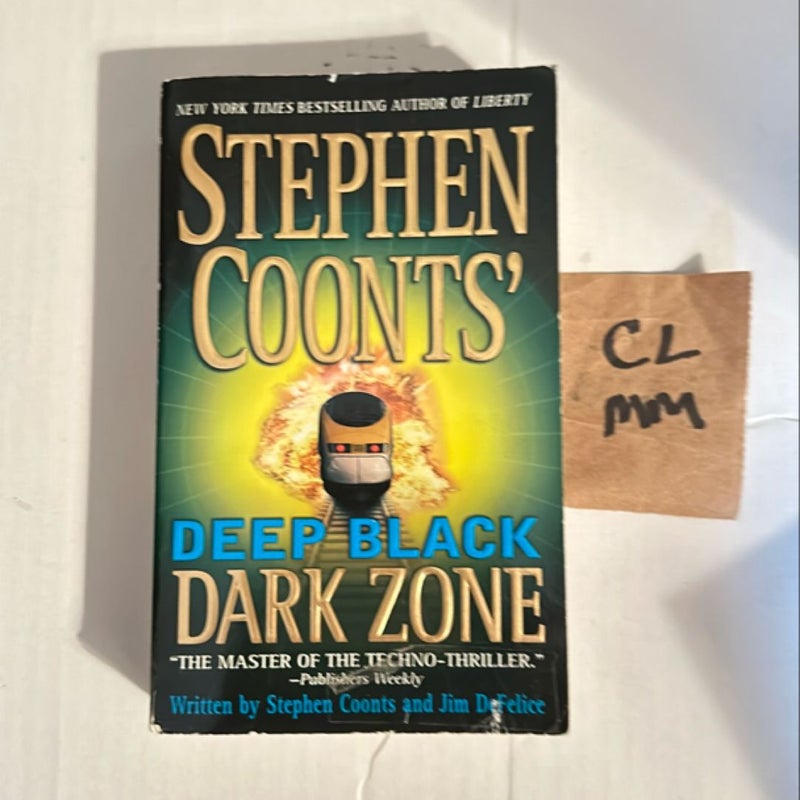 NEW YORK TIMES BESTSELLING AUTHOR OF LIBERTY
STEPHEN
COONTS'
DEEP BLACK
DARK ZONE
"THE MASTER OF THE TECHNO-THRILLER."
—Publishers Weekly
Written by Stephen Coonts and Jim DeFelice
CL
MM